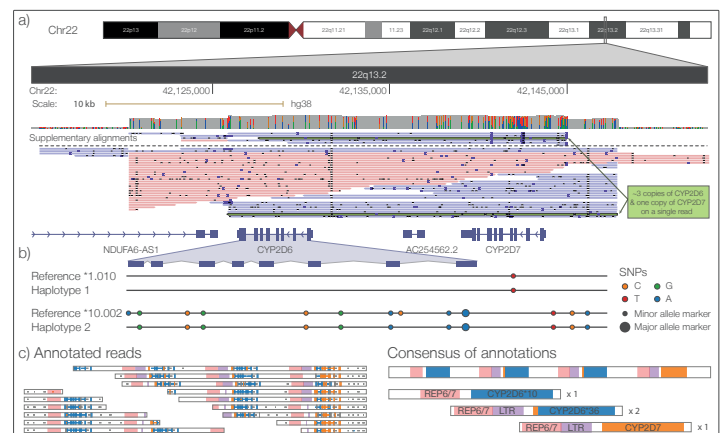 a)
Chr22
22p13
22p12
22p11.2
22q11.21
11.23
22q12.1
22q12.3
22q13.1
22q13.2
22q13.31
22q13.2
Chr22:
42,125,000
42,135,000
42,145,000
Scale:
10 kb
hg38
Supplementary alignments
~3 copies of CYP2D6
& one copy of CYP2D7
on a single read
NDUFA6-AS1
CYP2D6
AC254562.2
CYP2D7
b)
Reference *1.010
Haplotype 1
Reference *10.002
Haplotype 2
SNPs
C
G
T
A
Minor allele marker
Major allele marker
c) Annotated reads
Consensus of annotations
REP6/7
CYP2D6*10
x 1
REP6/7
LTR
CYP2D6*36
x 2
REP6/7
LTR
CYP2D7
x 1